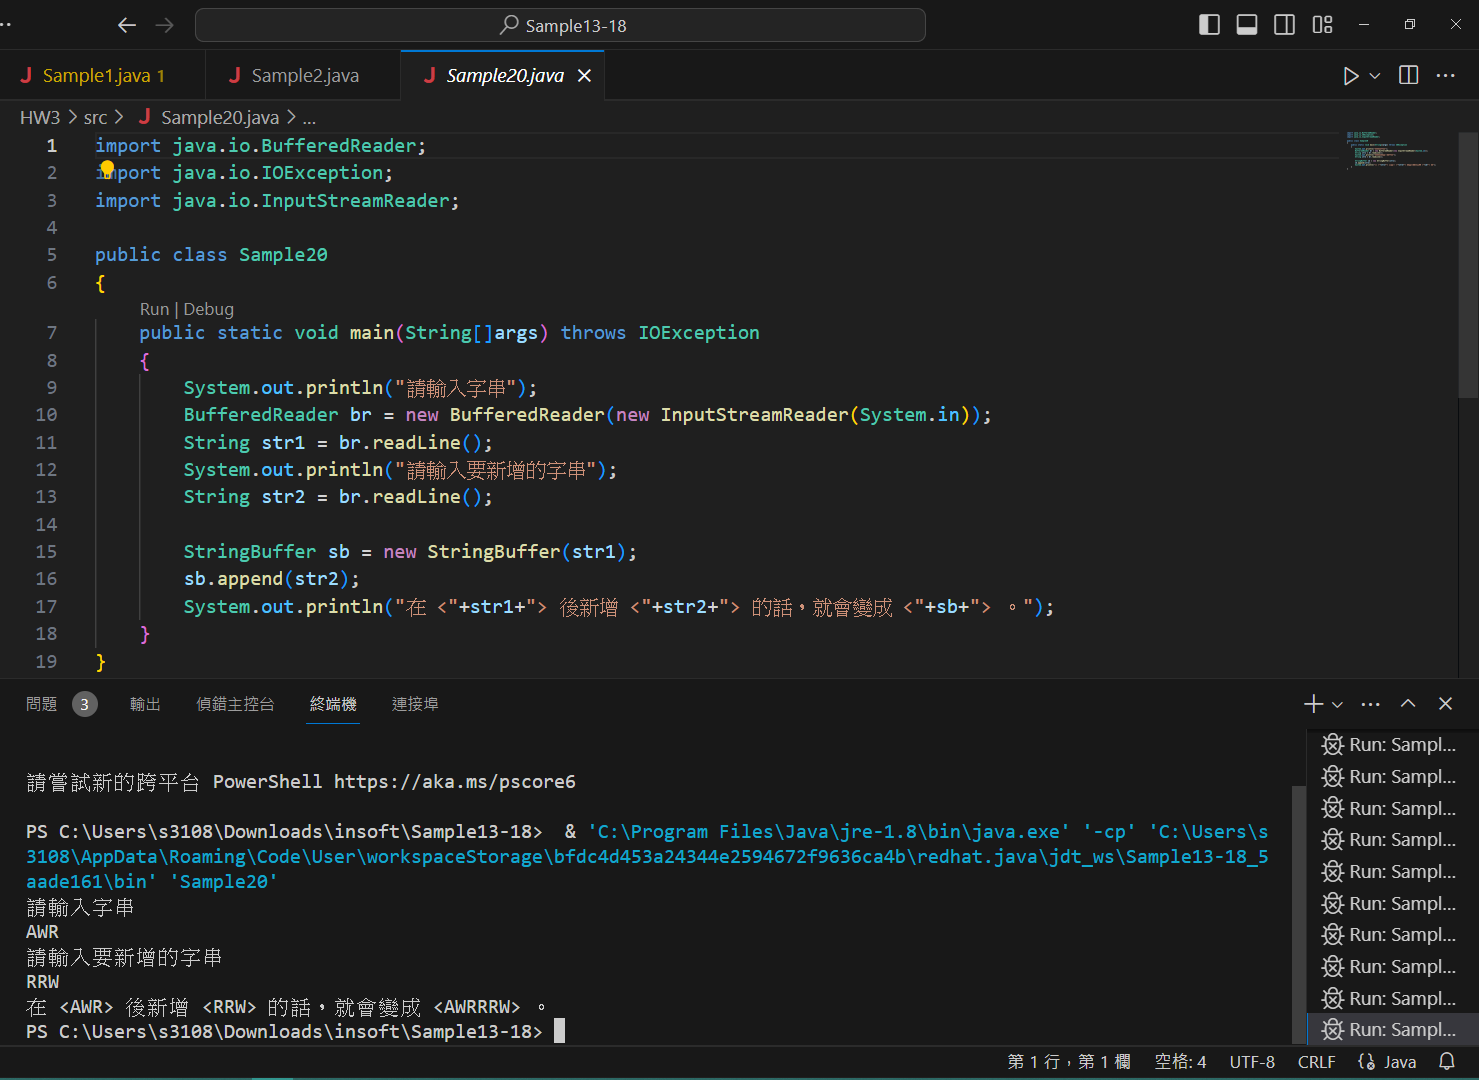 Sample13-18
Sample1.java 1
Sample2.java
Sample20.java
HW3 > src > Sample20.java > ...
1 import java.io.BufferedReader;
2 import java.io.IOException;
3 import java.io.InputStreamReader;
4
5 public class Sample20
6 {
Run | Debug
7 public static void main(String[]args) throws IOException
8 {
9 System.out.println("請輸入字串");
10 BufferedReader br = new BufferedReader(new InputStreamReader(System.in));
11 String str1 = br.readLine();
12 System.out.println("請輸入要新增的字串");
13 String str2 = br.readLine();
14
15 StringBuffer sb = new StringBuffer(str1);
16 sb.append(str2);
17 System.out.println("在 <"+str1+"> 後新增 <"+str2+"> 的話，就會變成 <"+sb+"> 。");
18 }
19 }
問題 3 輸出 偵錯主控台 終端機 連接埠
請嘗試新的跨平台 PowerShell https://aka.ms/pscore6
PS C:\Users\s3108\Downloads\insoft\Sample13-18>  & 'C:\Program Files\Java\jre-1.8\bin\java.exe' '-cp' 'C:\Users\s
3108\AppData\Roaming\Code\User\workspaceStorage\bfdc4d453a24344e2594672f9636ca4b\redhat.java\jdt_ws\Sample13-18_5
aade161\bin' 'Sample20'
請輸入字串
AWR
請輸入要新增的字串
RRW
在 <AWR> 後新增 <RRW> 的話，就會變成 <AWRRRW> 。
PS C:\Users\s3108\Downloads\insoft\Sample13-18>
Run: Sampl...
Run: Sampl...
Run: Sampl...
Run: Sampl...
Run: Sampl...
Run: Sampl...
Run: Sampl...
Run: Sampl...
Run: Sampl...
Run: Sampl...
第 1 行，第 1 欄 空格: 4 UTF-8 CRLF Java